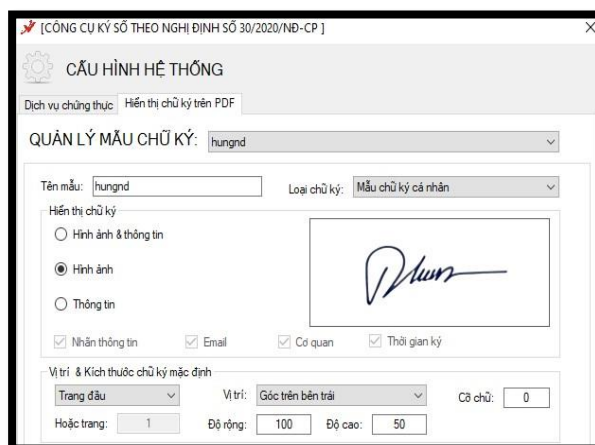 [CÔNG CỤ KÝ SỐ THEO NGHỊ ĐỊNH SỐ 30/2020/NĐ-CP ]
CẤU HÌNH HỆ THỐNG
Dịch vụ chứng thực Hiển thị chữ ký trên PDF
QUẢN LÝ MẪU CHỮ KÝ: hungnd
Tên mẫu: hungnd Loại chữ ký: Mẫu chữ ký cá nhân
Hiển thị chữ ký
Hình ảnh & thông tin
Hình ảnh
Thông tin
Nhãn thông tin Email Cơ quan Thời gian ký
Vị trí & Kích thước chữ ký mặc định
Trang đầu Vị trí: Góc trên bên trái Cỡ chữ: 0
Hoặc trang: 1 Độ rộng: 100 Độ cao: 50